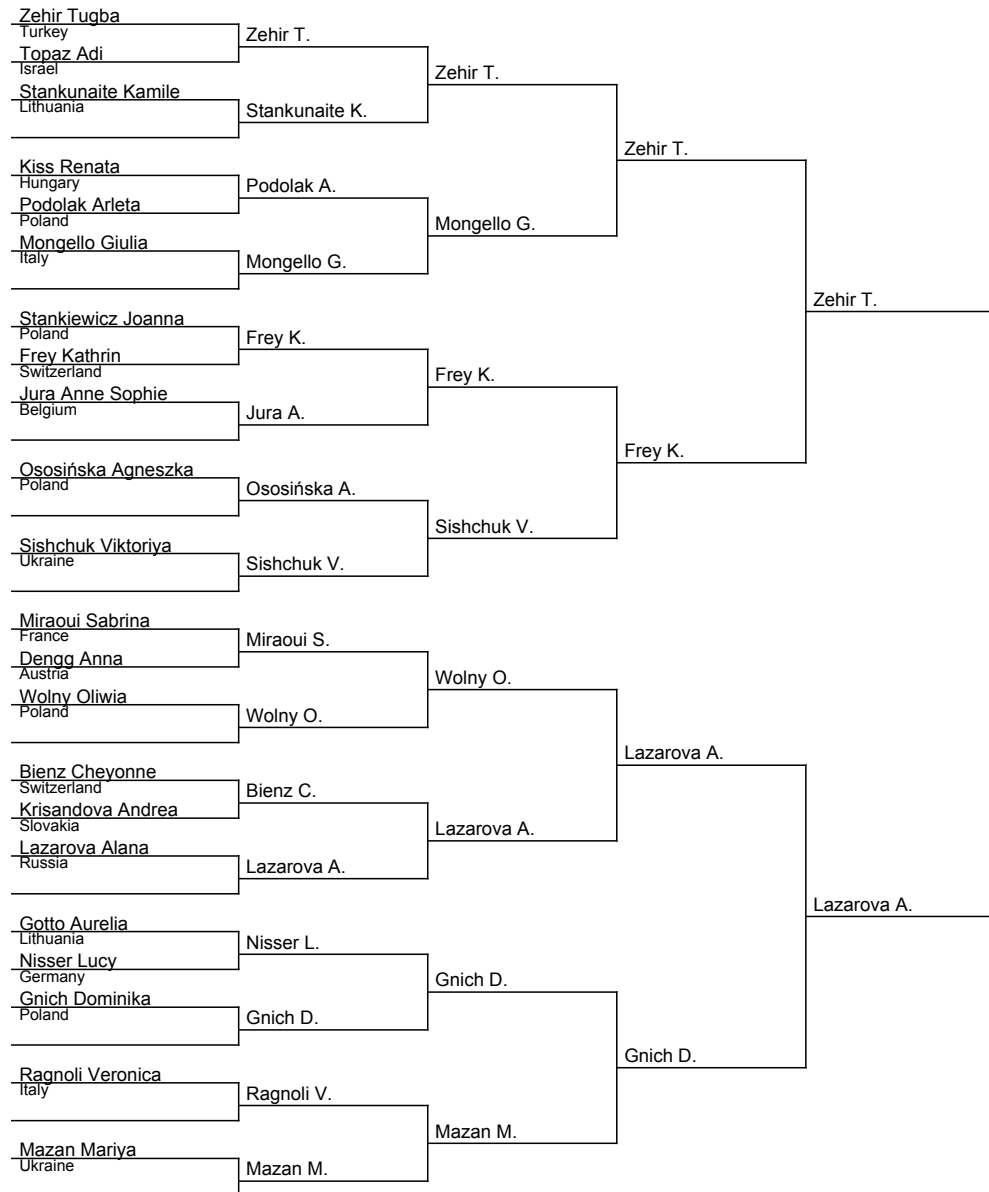 Zehir Tugba
Turkey
Zehir T.
Topaz Adi
Israel
Zehir T.
Stankunaite Kamile
Lithuania
Stankunaite K.
Zehir T.
Kiss Renata
Hungary
Podolak A.
Podolak Arleta
Poland
Mongello G.
Mongello Giulia
Italy
Mongello G.
Zehir T.
Stankiewicz Joanna
Poland
Frey K.
Frey Kathrin
Switzerland
Frey K.
Jura Anne Sophie
Belgium
Jura A.
Frey K.
Ososińska Agneszka
Poland
Ososińska A.
Sishchuk V.
Sishchuk Viktoriya
Ukraine
Sishchuk V.
Miraoui Sabrina
France
Miraoui S.
Dengg Anna
Austria
Wolny O.
Wolny Oliwia
Poland
Wolny O.
Lazarova A.
Bienz Cheyonne
Switzerland
Bienz C.
Krisandova Andrea
Slovakia
Lazarova A.
Lazarova Alana
Russia
Lazarova A.
Lazarova A.
Gotto Aurelia
Lithuania
Nisser L.
Nisser Lucy
Germany
Gnich D.
Gnich Dominika
Poland
Gnich D.
Gnich D.
Ragnoli Veronica
Italy
Ragnoli V.
Mazan M.
Mazan Mariya
Ukraine
Mazan M.